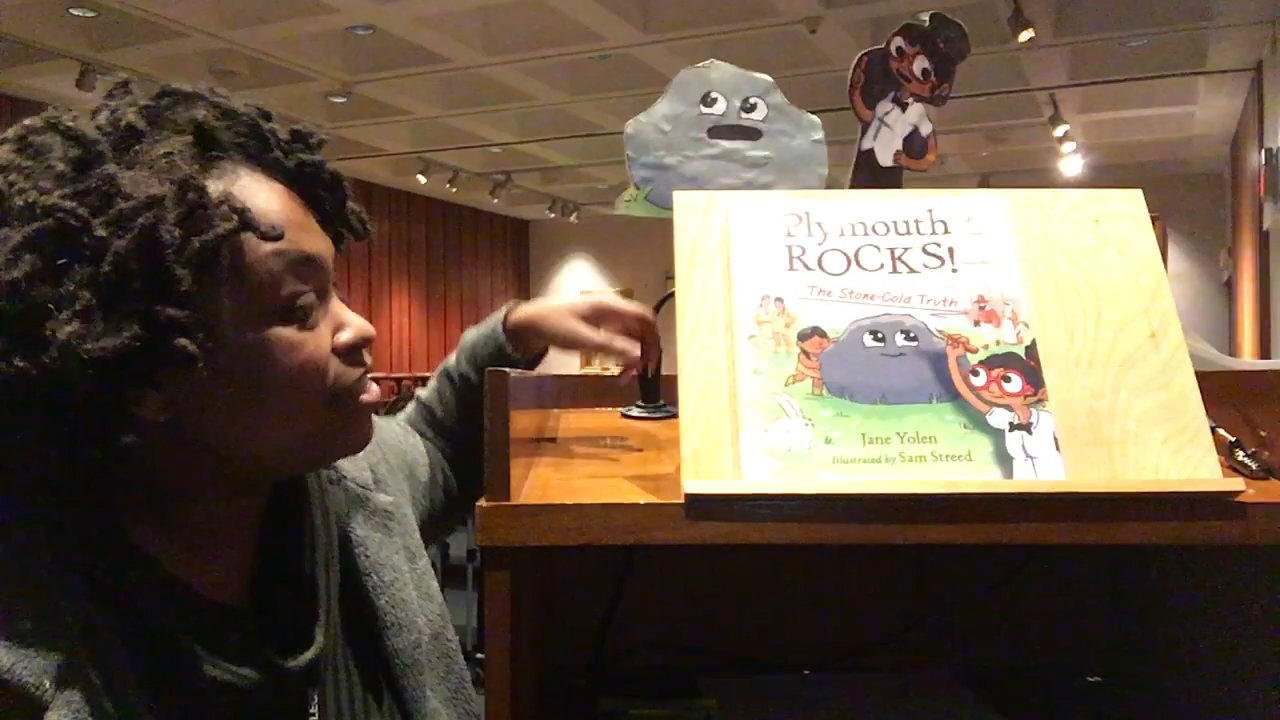 Plymouth
ROCKS!
The Stone-Cold Truth
Jane Yolen
Illustrated by Sam Streed